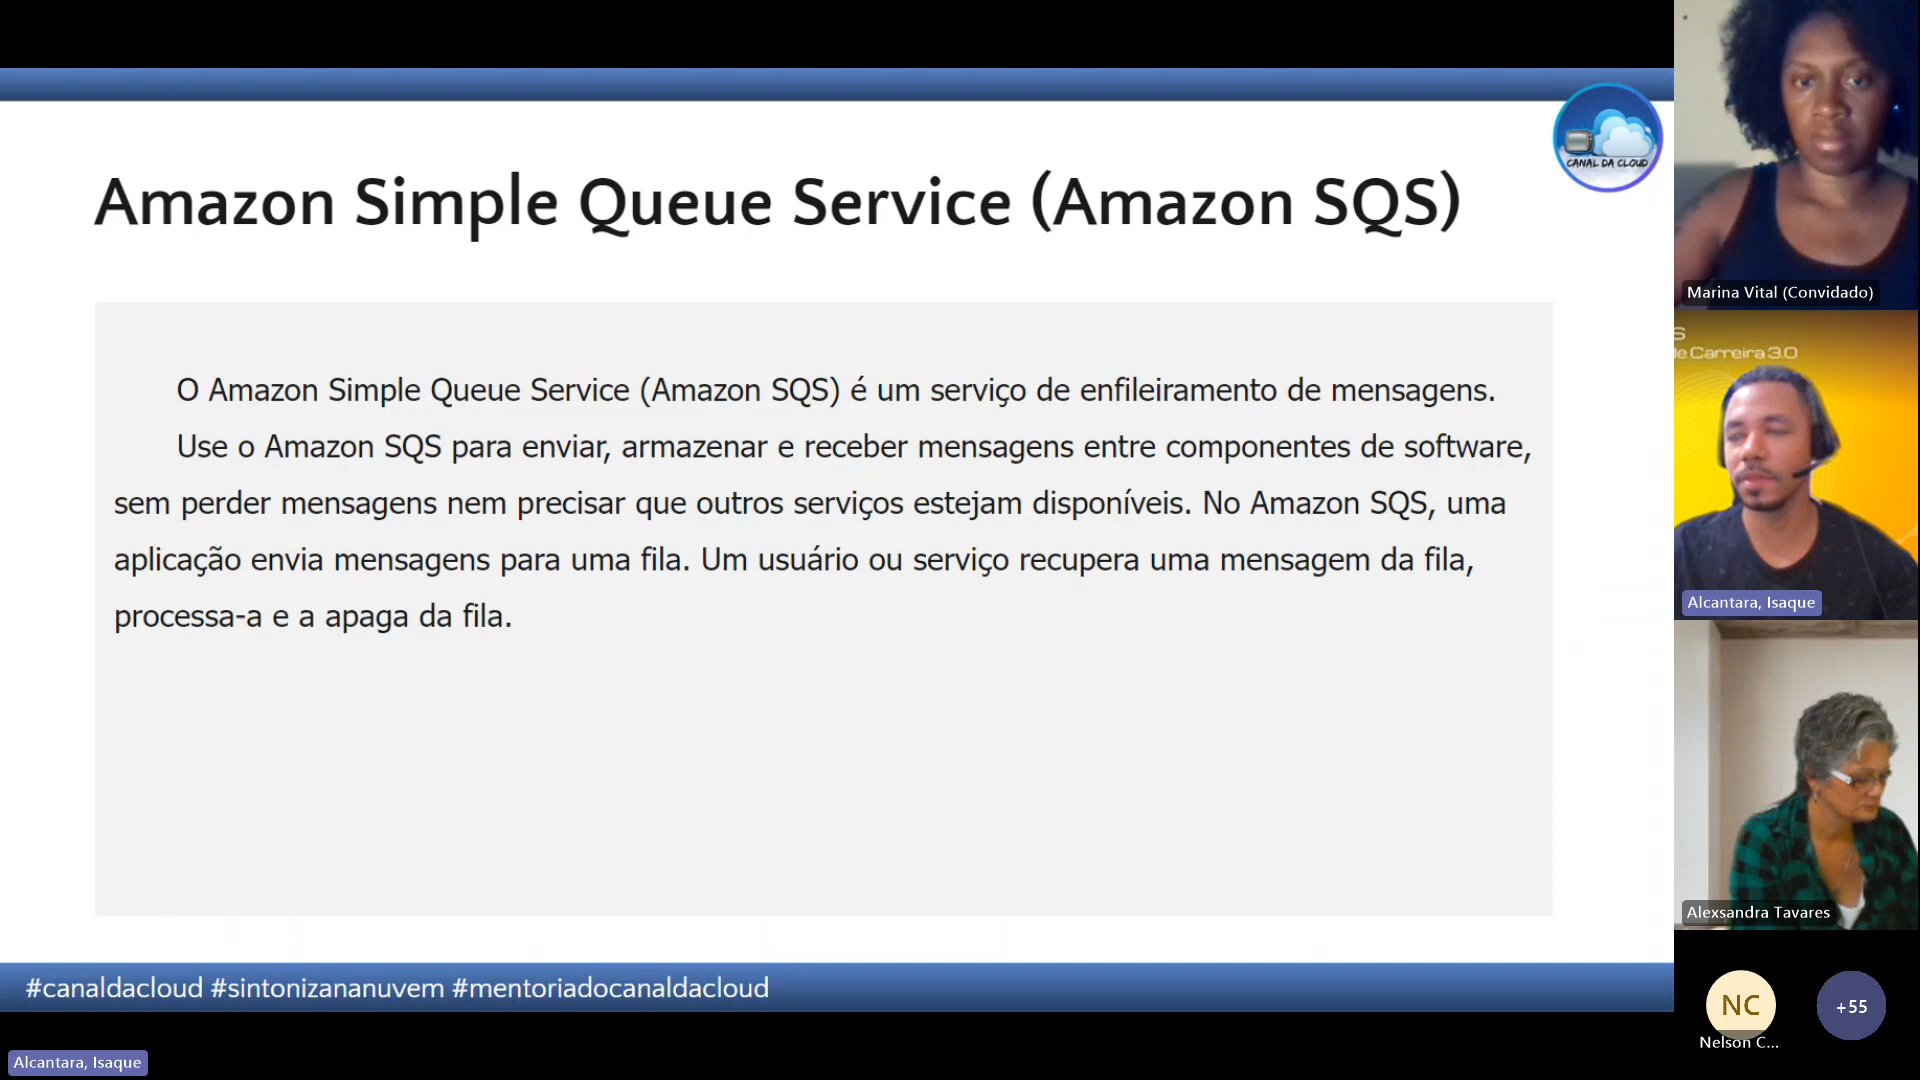 CANAL DA CLOUD
Amazon Simple Queue Service (Amazon SQS)
O Amazon Simple Queue Service (Amazon SQS) é um serviço de enfileiramento de mensagens.
Use o Amazon SQS para enviar, armazenar e receber mensagens entre componentes de software,
sem perder mensagens nem precisar que outros serviços estejam disponíveis. No Amazon SQS, uma
aplicação envia mensagens para uma fila. Um usuário ou serviço recupera uma mensagem da fila,
processa-a e a apaga da fila.
#canaldacloud #sintonizananuvem #mentoriadocanaldacloud
Alcantara, Isaque
Marina Vital (Convidado)
S
de Carreira 3.0
Alcantara, Isaque
Alexsandra Tavares
NC
Nelson C...
+55